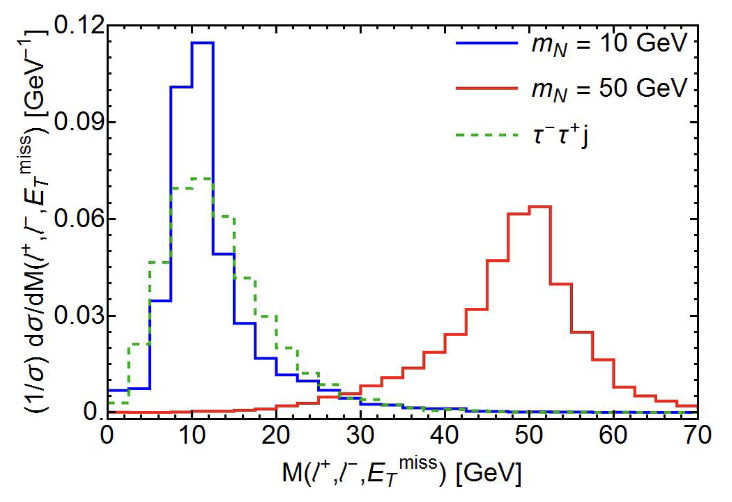 0.12
0.09
0.06
0.03
0.
(1/σ) dσ/dM(l⁺,l⁻,E_T^miss) [GeV⁻¹]
m_N = 10 GeV
m_N = 50 GeV
τ⁻τ⁺j
0 10 20 30 40 50 60 70
M(l⁺,l⁻,E_T^miss) [GeV]